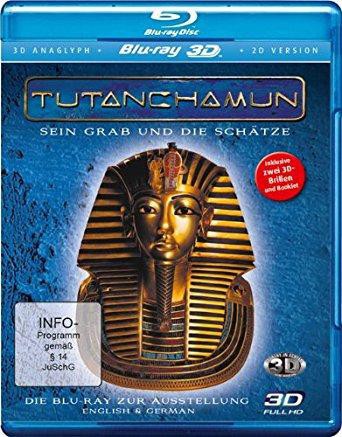 Blu-ray Disc
3D ANAGLYPH • Blu-ray 3D • 2D VERSION
TUTANCHAMUN
SEIN GRAB UND DIE SCHÄTZE
Inklusive
zwei 3D-
Brillen
und Booklet
INFO-
Programm
gemäß
§ 14
JuSchG
3D
DIE BLU-RAY ZUR AUSSTELLUNG
ENGLISH & GERMAN
3D
FULL HD